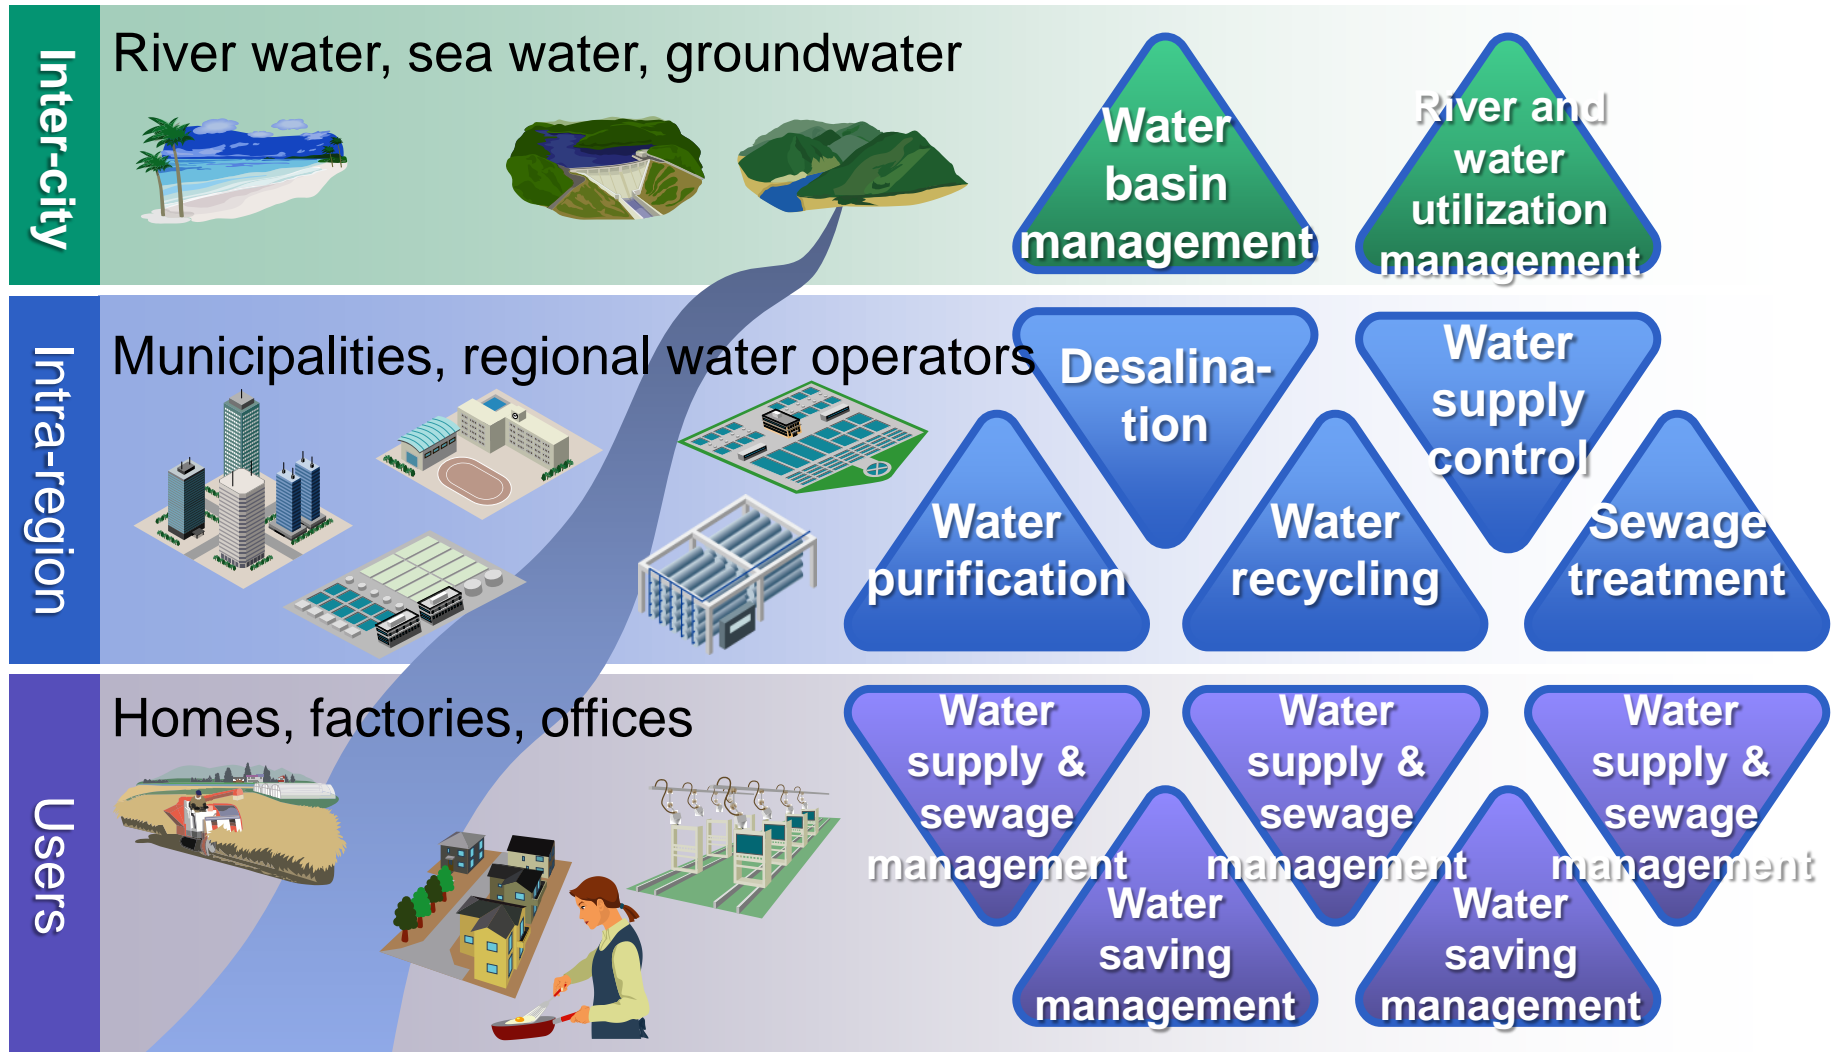 Inter-city
River water, sea water, groundwater
Water
basin
management
River and
water
utilization
management
Intra-region
Municipalities, regional water operators
Desalina-
tion
Water
supply
control
Water
purification
Water
recycling
Sewage
treatment
Users
Homes, factories, offices
Water
supply &
sewage
management
Water
supply &
sewage
management
Water
supply &
sewage
management
Water
saving
management
Water
saving
management